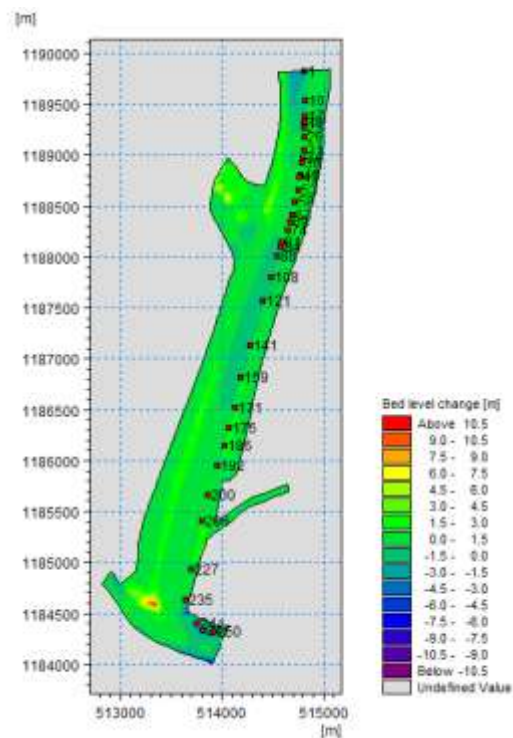 [m]
1190000
1189500
1189000
1188500
1188000
1187500
1187000
1186500
1186000
1185500
1185000
1184500
1184000
513000 514000 515000
[m]
1
10
108
121
141
159
171
175
186
192
200
227
235
Bed level change [m]
Above 10.5
9.0 - 10.5
7.5 - 9.0
6.0 - 7.5
4.5 - 6.0
3.0 - 4.5
1.5 - 3.0
0.0 - 1.5
-1.5 - 0.0
-3.0 - -1.5
-4.5 - -3.0
-6.0 - -4.5
-7.5 - -6.0
-9.0 - -7.5
-10.5 - -9.0
Below -10.5
Undefined Value